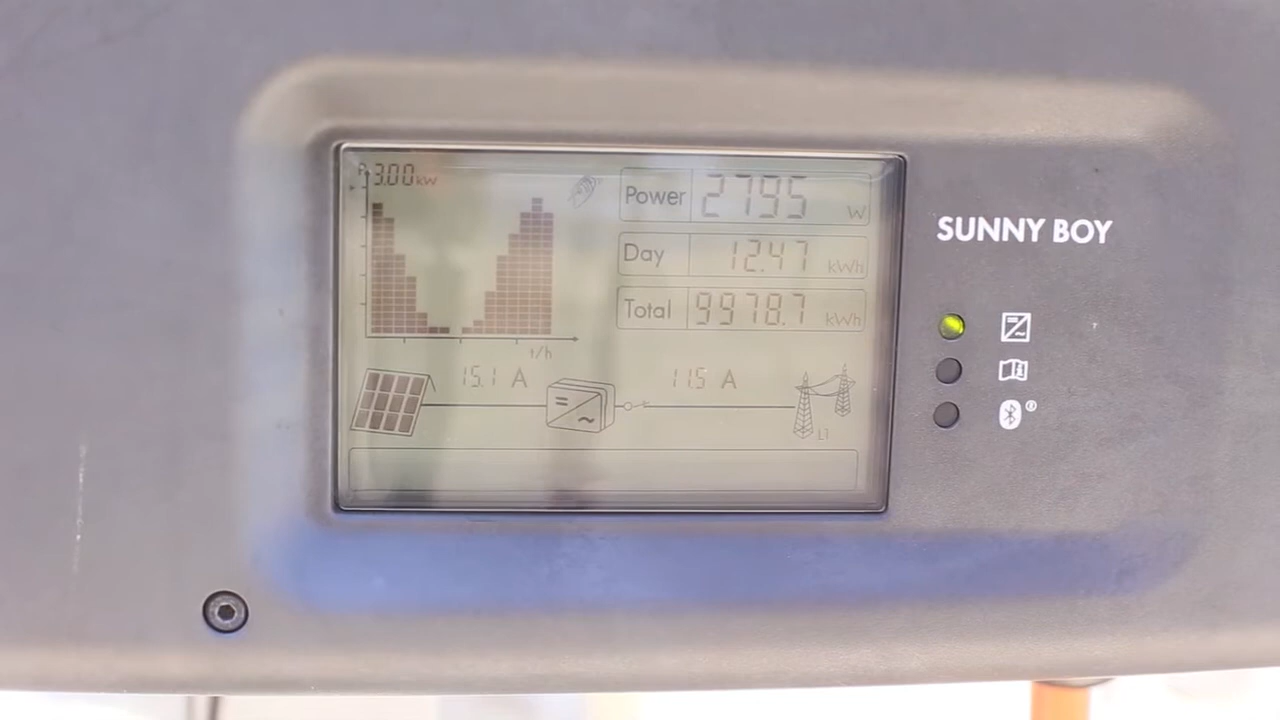 P 3.00 kW
Power 2795 W
Day 12.47 kWh
Total 9978.7 kWh
t/h
15.1 A
11.5 A
L1
SUNNY BOY